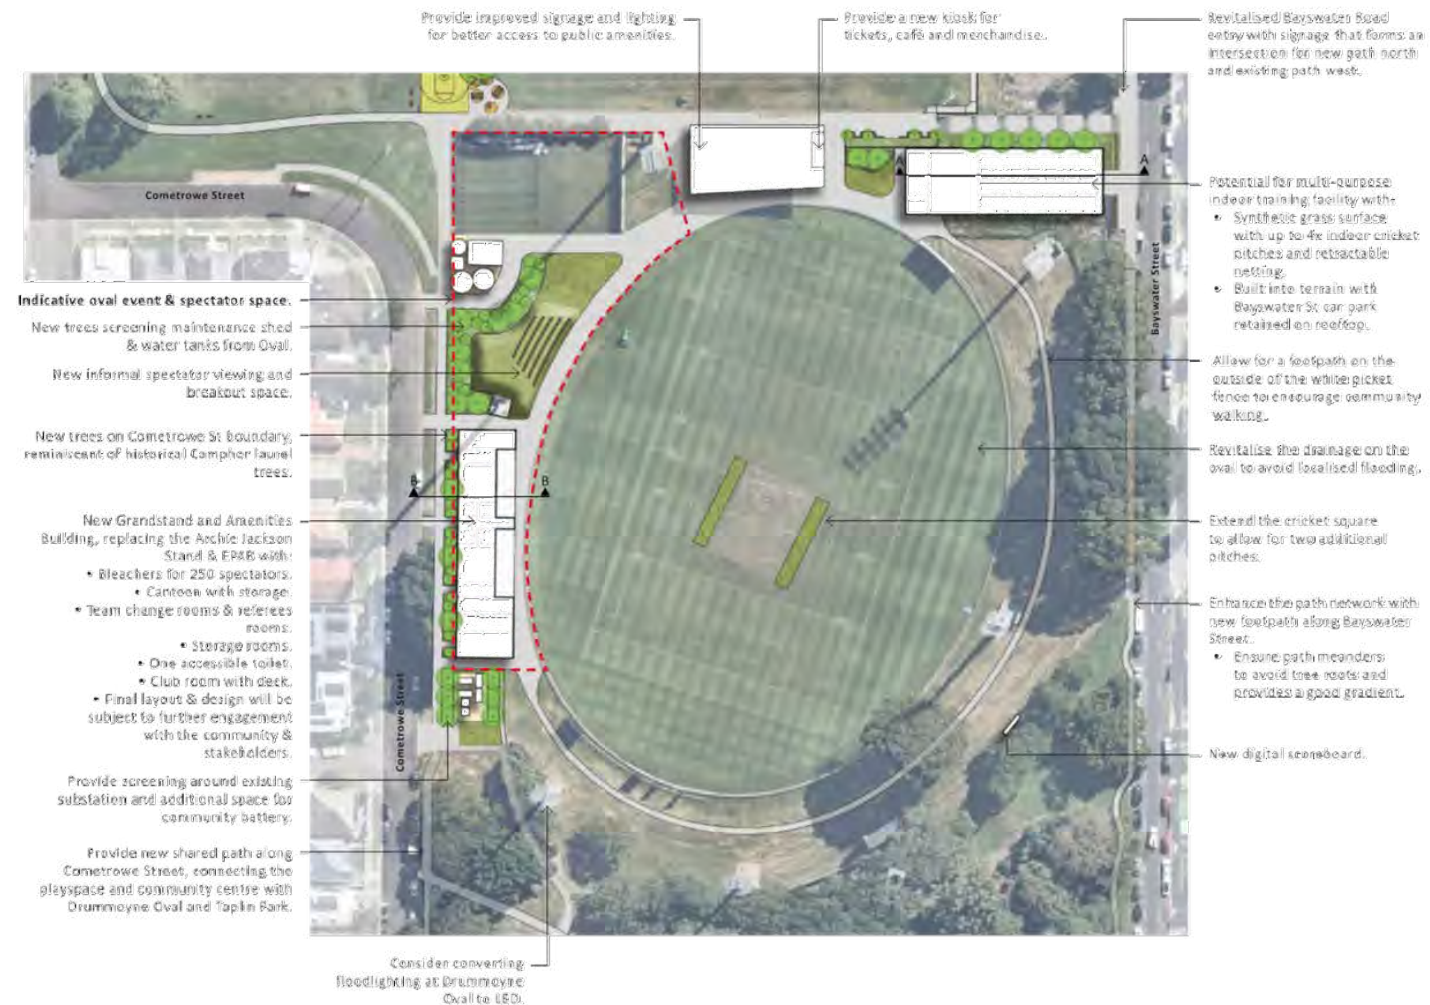 Provide improved signage and lighting
for better access to public amenities.
Provide a new kiosk for
tickets, café and merchandise.
Revitalised Bayswater Road
entry with signage that forms an
intersection for new path north
and existing path west.
Cometrowe Street
A
A
Potential for multi-purpose
indoor training facility with:
• Synthetic grass surface
with up to 4x indoor cricket
pitches and retractable
netting.
• Built into terrain with
Bayswater St car park
retained on rooftop.
Bayswater Street
Indicative oval event & spectator space.
New trees screening maintenance shed
& water tanks from Oval.
New informal spectator viewing and
breakout space.
Allow for a footpath on the
outside of the white picket
fence to encourage community
walking.
New trees on Cometrowe St boundary,
reminiscent of historical Camphor laurel
trees.
Revitalise the drainage on the
oval to avoid localised flooding.
B
B
New Grandstand and Amenities
Building, replacing the Archie Jackson
Stand & EPAB with:
• Bleachers for 250 spectators.
• Canteen with storage.
• Team change rooms & referees
rooms.
• Storage rooms.
• One accessible toilet.
• Club room with deck.
• Final layout & design will be
subject to further engagement
with the community &
stakeholders.
Extend the cricket square
to allow for two additional
pitches.
Enhance the path network with
new footpath along Bayswater
Street.
• Ensure path meanders
to avoid tree roots and
provides a good gradient.
Cometrowe Street
New digital scoreboard.
Provide screening around existing
substation and additional space for
community battery.
Provide new shared path along
Cometrowe Street, connecting the
playspace and community centre with
Drummoyne Oval and Taplin Park.
Consider converting
floodlighting at Drummoyne
Oval to LED.